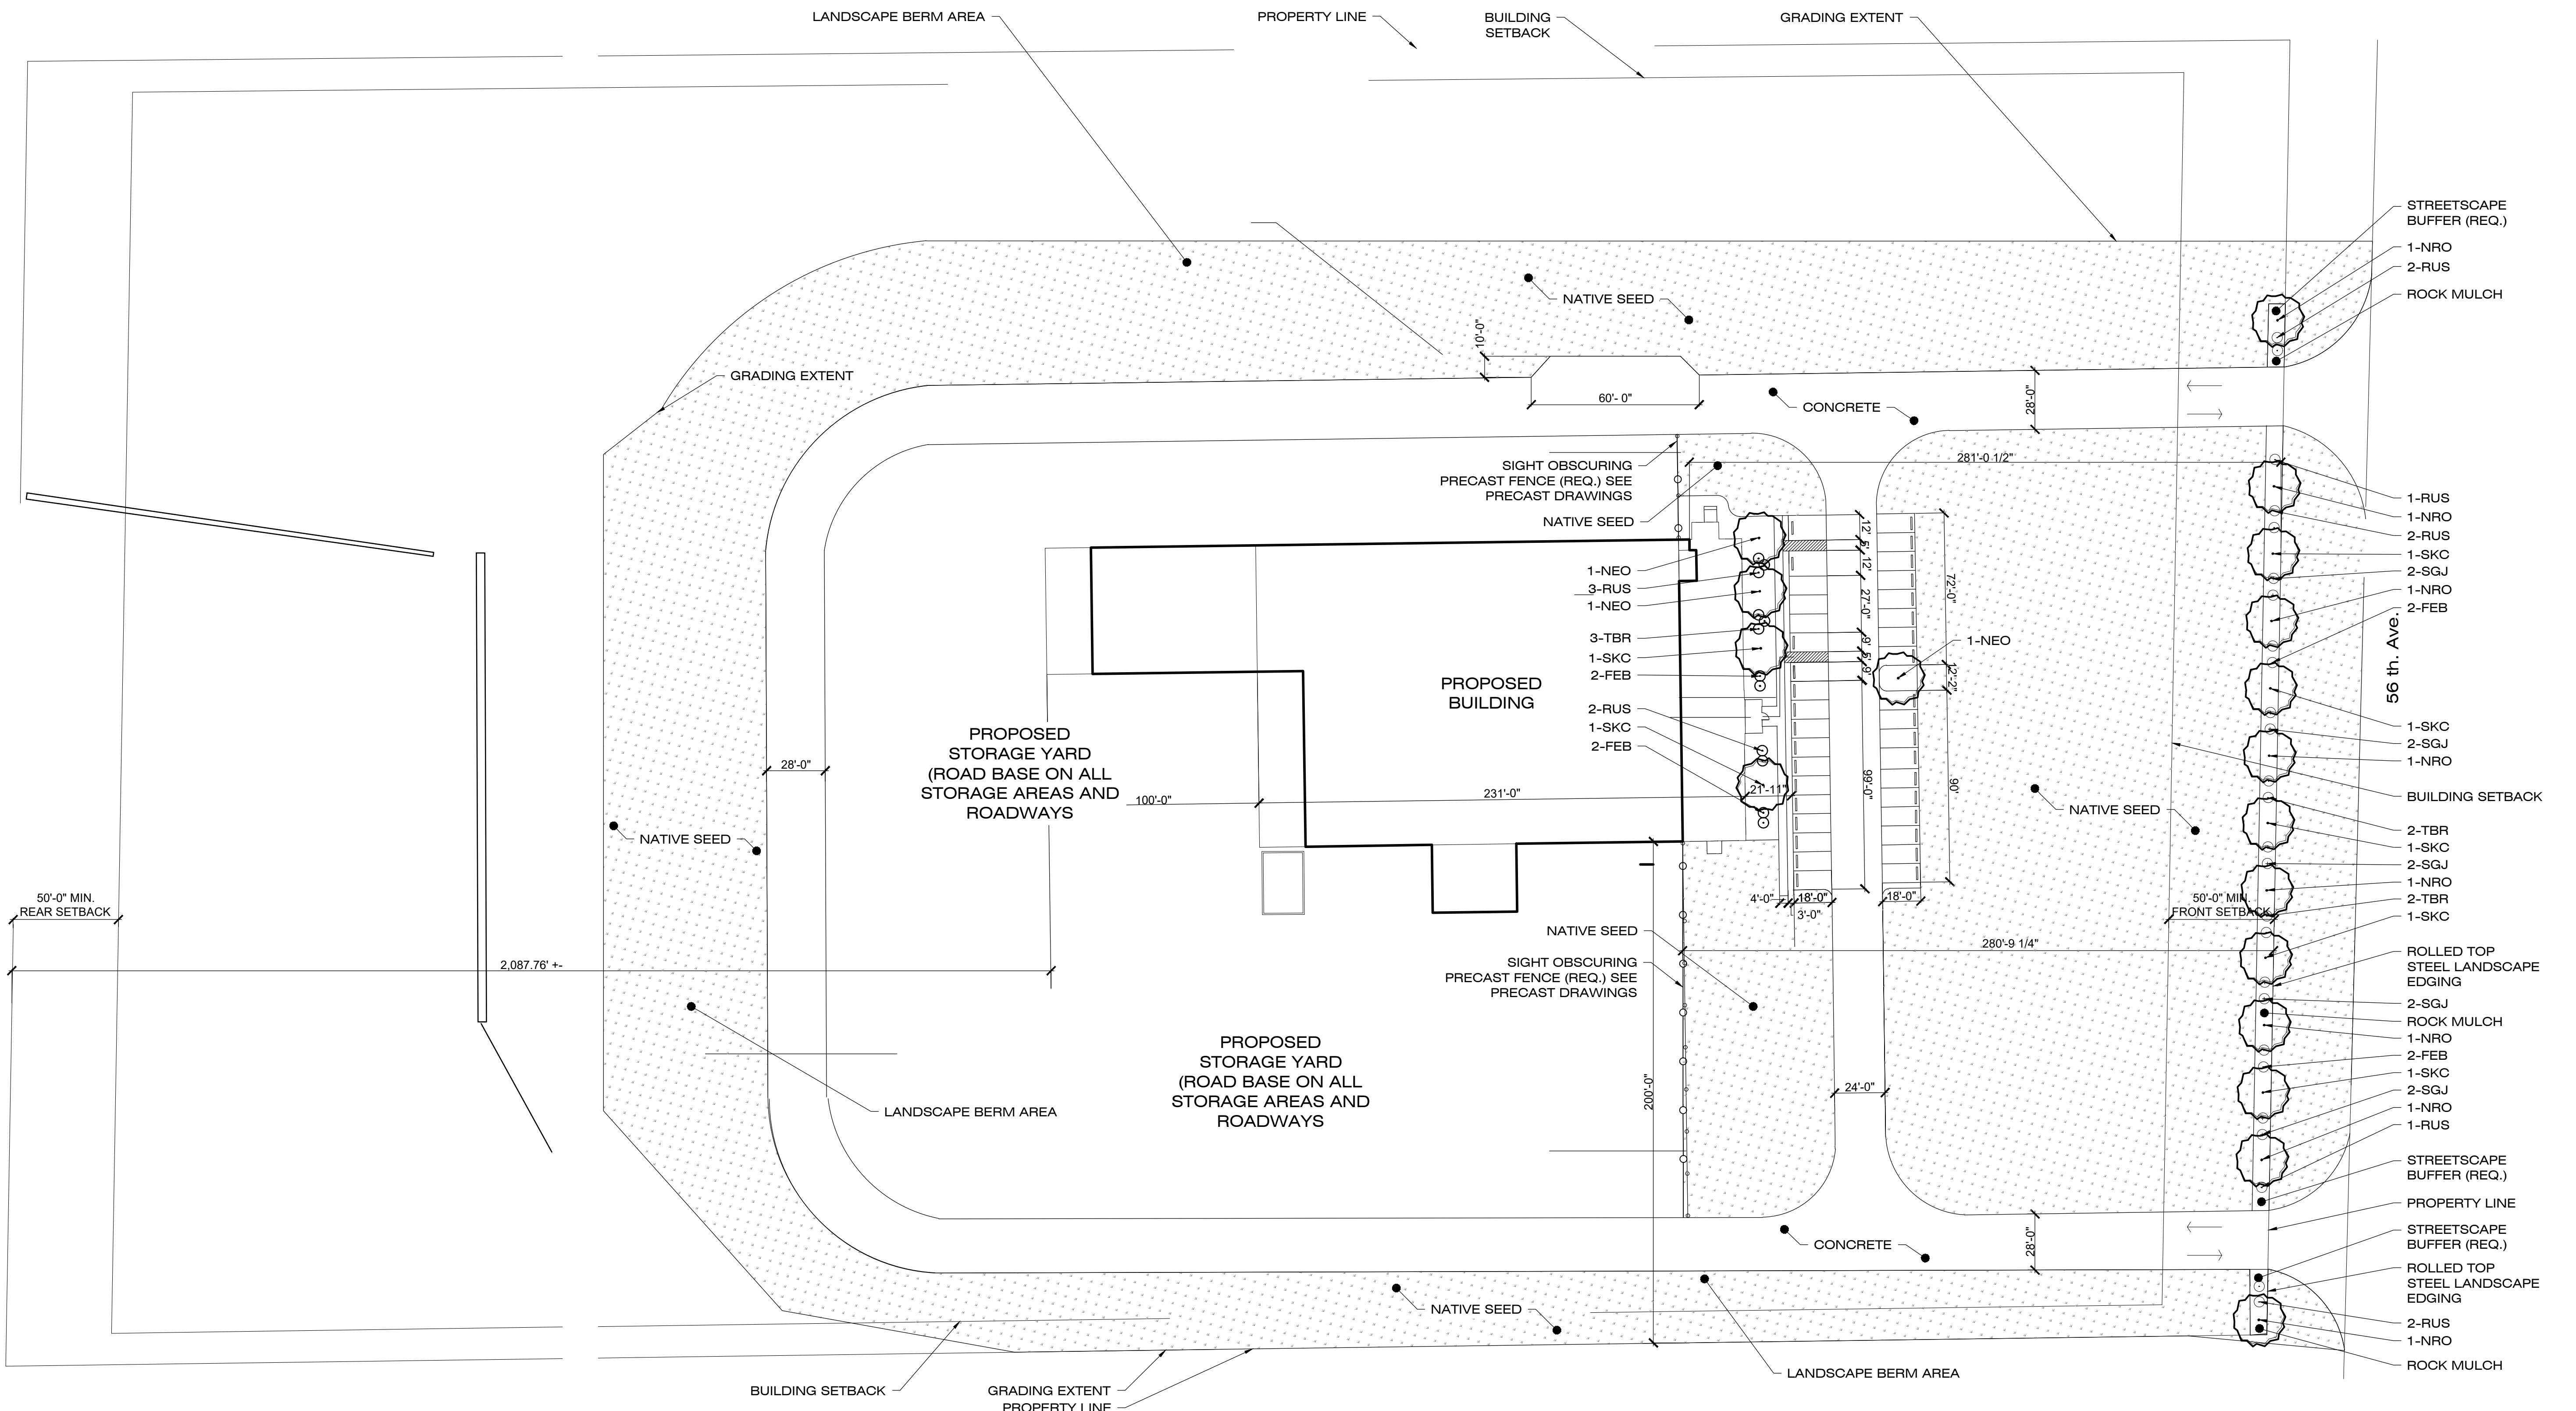 LANDSCAPE BERM AREA
PROPERTY LINE
BUILDING
SETBACK
GRADING EXTENT
STREETSCAPE
BUFFER (REQ.)
1-NRO
2-RUS
ROCK MULCH
NATIVE SEED
10'-0"
GRADING EXTENT
60'- 0"
CONCRETE
28'-0"
SIGHT OBSCURING
PRECAST FENCE (REQ.) SEE
PRECAST DRAWINGS
NATIVE SEED
281'-0 1/2"
1-RUS
1-NRO
2-RUS
1-SKC
2-SGJ
1-NRO
2-FEB
56 th. Ave.
1-SKC
2-SGJ
1-NRO
BUILDING SETBACK
2-TBR
1-SKC
2-SGJ
1-NRO
2-TBR
1-SKC
ROLLED TOP
STEEL LANDSCAPE
EDGING
2-SGJ
ROCK MULCH
1-NRO
2-FEB
1-SKC
2-SGJ
1-NRO
1-RUS
STREETSCAPE
BUFFER (REQ.)
PROPERTY LINE
STREETSCAPE
BUFFER (REQ.)
ROLLED TOP
STEEL LANDSCAPE
EDGING
2-RUS
1-NRO
ROCK MULCH
1-NEO
3-RUS
1-NEO
3-TBR
1-SKC
2-FEB
2-RUS
1-SKC
2-FEB
12'
5'
12'
27'-0"
9'
5'
9'
99'-0"
72'-0"
12'-2"
90'
1-NEO
PROPOSED
BUILDING
PROPOSED
STORAGE YARD
(ROAD BASE ON ALL
STORAGE AREAS AND
ROADWAYS
28'-0"
100'-0"
231'-0"
21'-11"
NATIVE SEED
NATIVE SEED
50'-0" MIN.
REAR SETBACK
4'-0"
18'-0"
3'-0"
18'-0"
50'-0" MIN.
FRONT SETBACK
NATIVE SEED
280'-9 1/4"
2,087.76' +-
SIGHT OBSCURING
PRECAST FENCE (REQ.) SEE
PRECAST DRAWINGS
PROPOSED
STORAGE YARD
(ROAD BASE ON ALL
STORAGE AREAS AND
ROADWAYS
200'-0"
24'-0"
LANDSCAPE BERM AREA
CONCRETE
28'-0"
NATIVE SEED
LANDSCAPE BERM AREA
BUILDING SETBACK
GRADING EXTENT
PROPERTY LINE